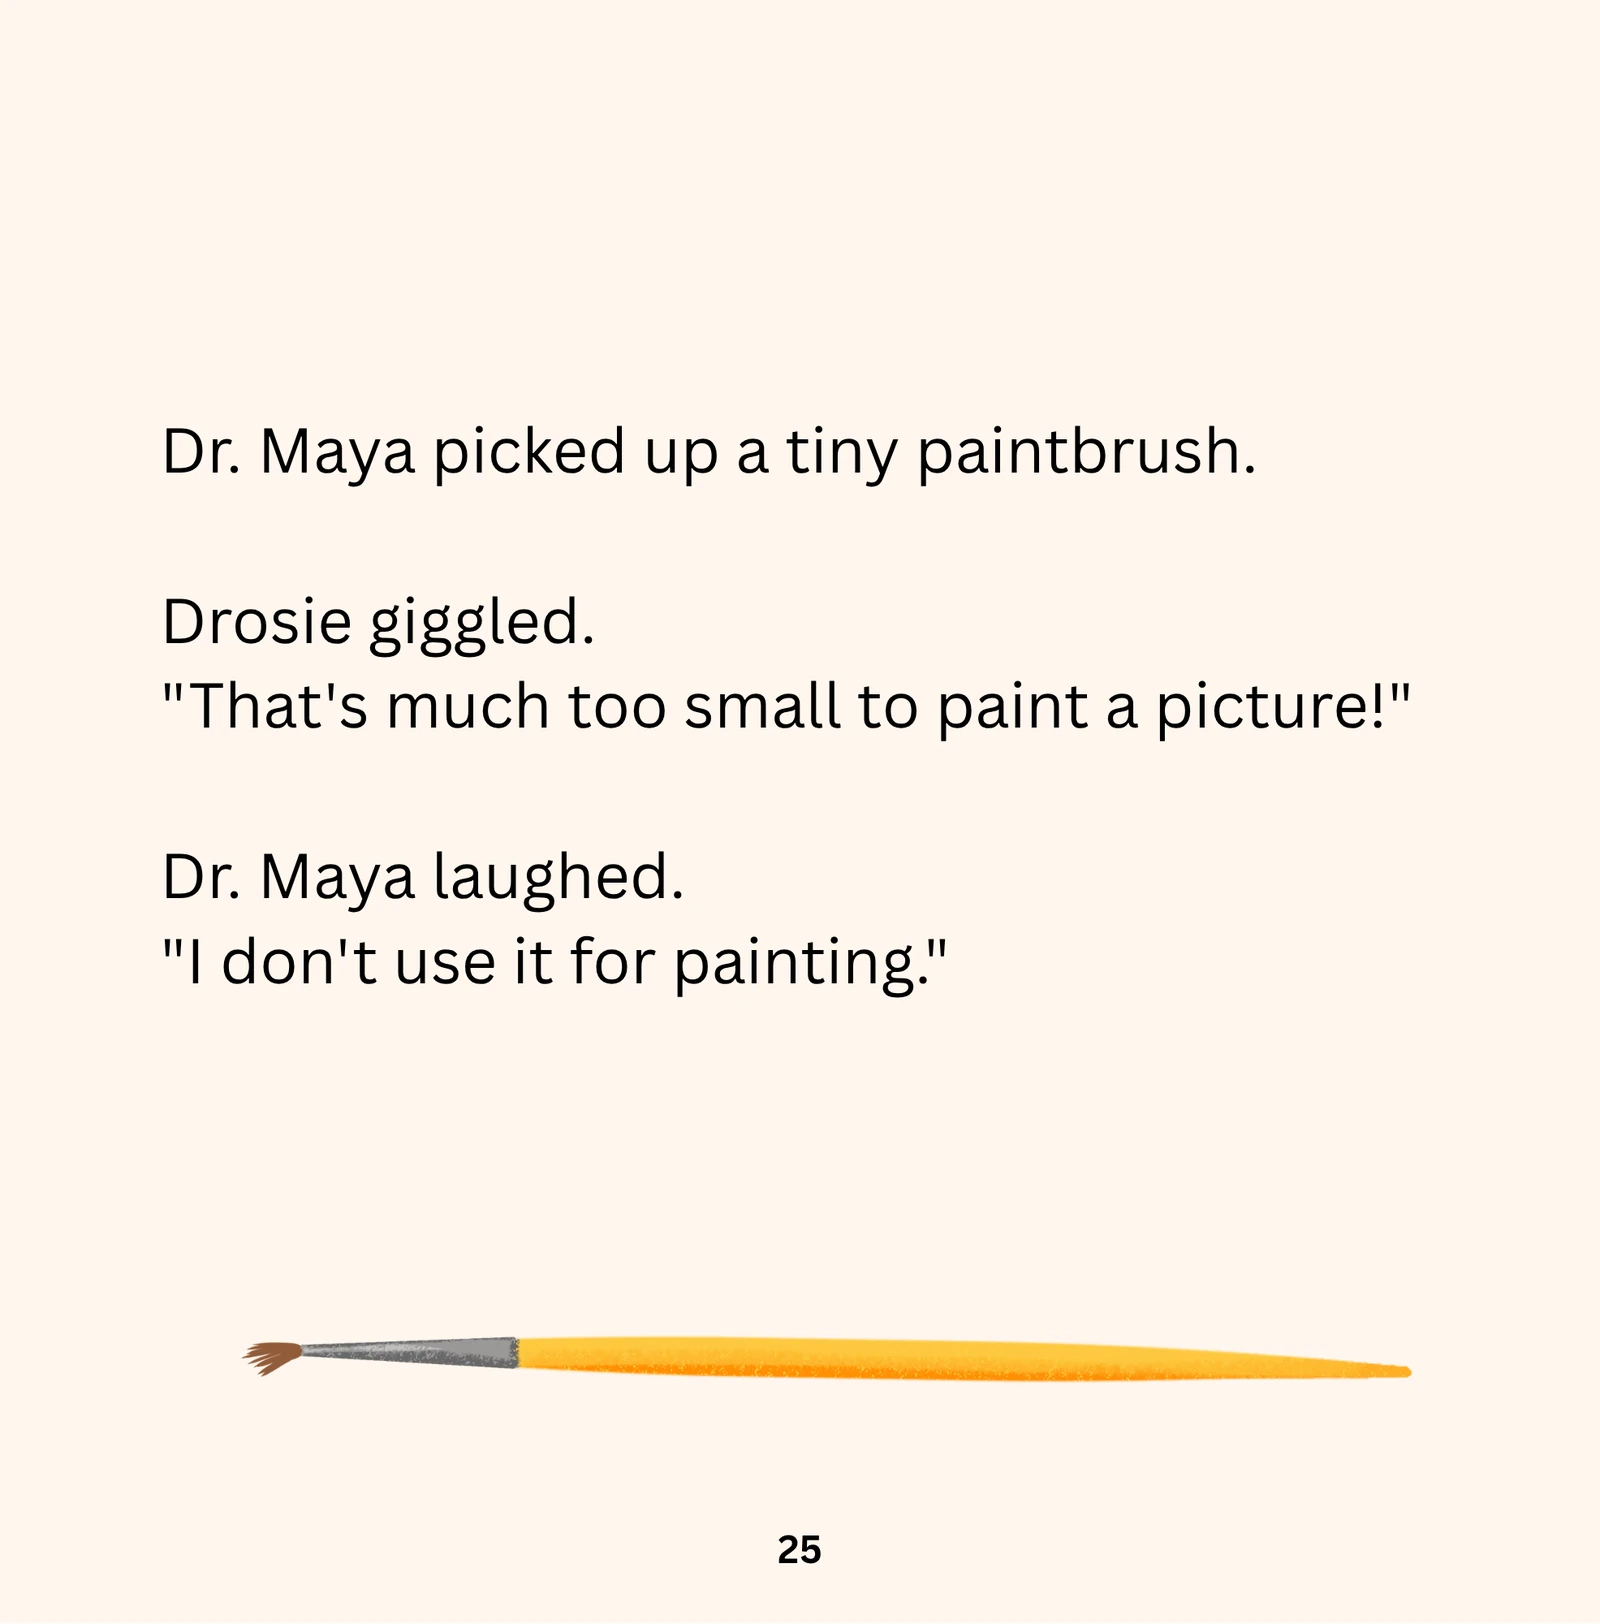 Dr. Maya picked up a tiny paintbrush.
Drosie giggled.
"That's much too small to paint a picture!"
Dr. Maya laughed.
"I don't use it for painting."
25